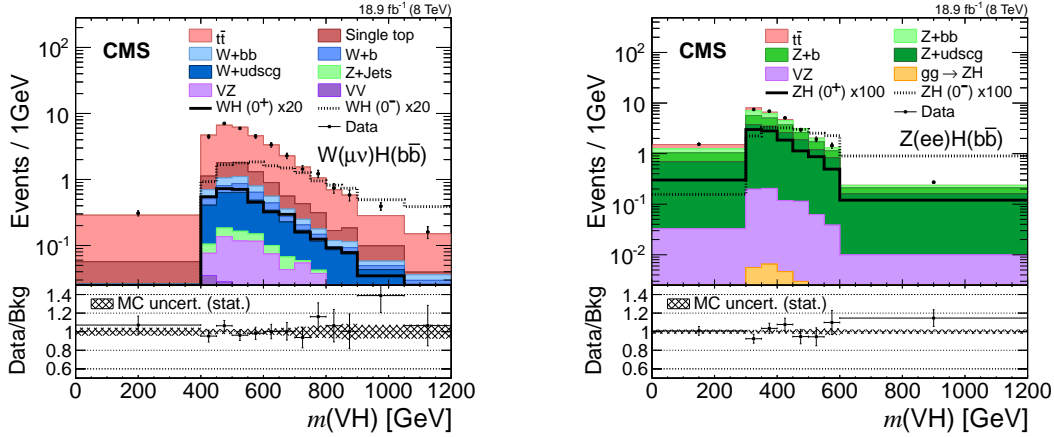 18.9 fb⁻¹ (8 TeV)
CMS
tt̄
Single top
W+bb
W+b
W+udscg
Z+Jets
VZ
VV
WH (0⁺) x20
WH (0⁻) x20
Data
W(μν)H(bb̄)
Events / 1GeV
10²
10
1
10⁻¹
MC uncert. (stat.)
Data/Bkg
1.4
1.2
1
0.8
0.6
0 200 400 600 800 1000 1200
m(VH) [GeV]
18.9 fb⁻¹ (8 TeV)
CMS
tt̄
Z+bb
Z+b
Z+udscg
VZ
gg → ZH
ZH (0⁺) x100
ZH (0⁻) x100
Data
Z(ee)H(bb̄)
Events / 1GeV
10²
10
1
10⁻¹
10⁻²
MC uncert. (stat.)
Data/Bkg
1.4
1.2
1
0.8
0.6
0 200 400 600 800 1000 1200
m(VH) [GeV]